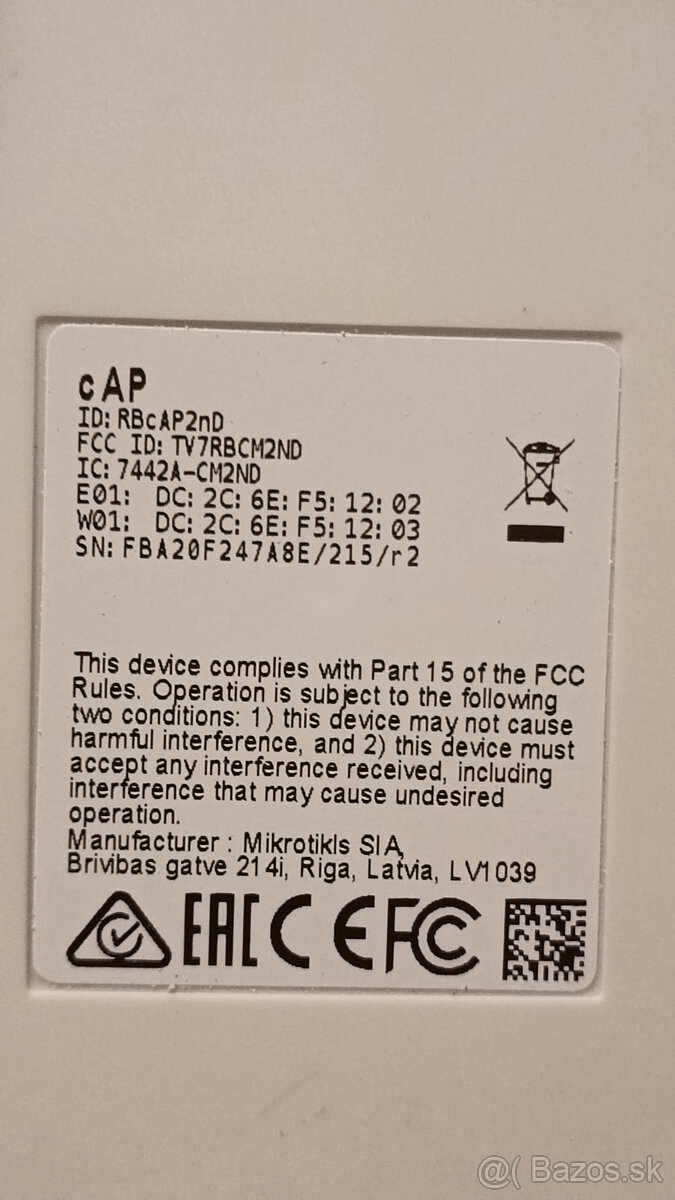 cAP
ID: RBcAP2nD
FCC ID: TV7RBCM2ND
IC: 7442A-CM2ND
E01: DC: 2C: 6E: F5: 12: 02
W01: DC: 2C: 6E: F5: 12: 03
SN: FBA20F247A8E/215/r2
This device complies with Part 15 of the FCC
Rules. Operation is subject to the following
two conditions: 1) this device may not cause
harmful interference, and 2) this device must
accept any interference received, including
interference that may cause undesired
operation.
Manufacturer : Mikrotikls SIA,
Brivibas gatve 214i, Riga, Latvia, LV1039
EAC CE FC
@( Bazos.sk